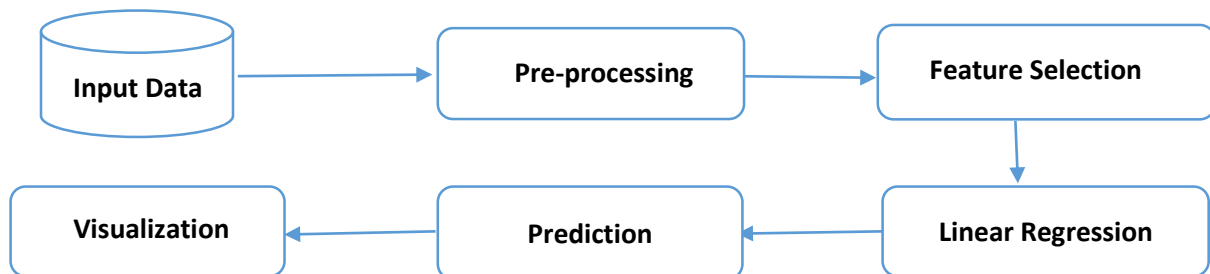 Input Data
Pre-processing
Feature Selection
Linear Regression
Prediction
Visualization